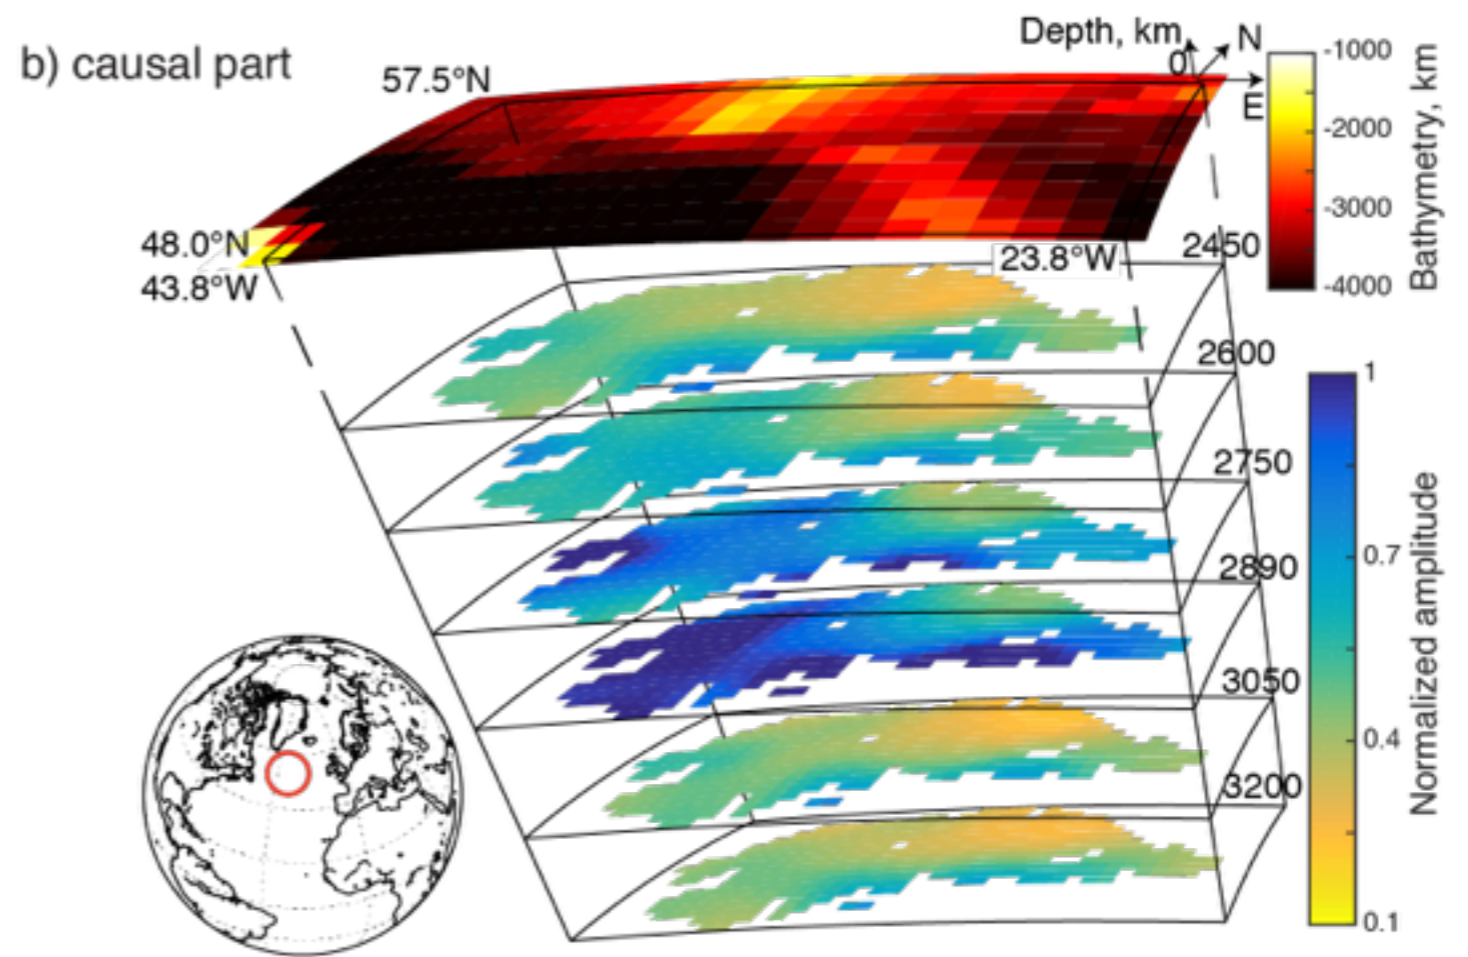 b) causal part
Depth, km
N
0
E
57.5°N
48.0°N
43.8°W
23.8°W
-1000
-2000
-3000
-4000
Bathymetry, km
2450
2600
2750
2890
3050
3200
1
0.7
0.4
0.1
Normalized amplitude